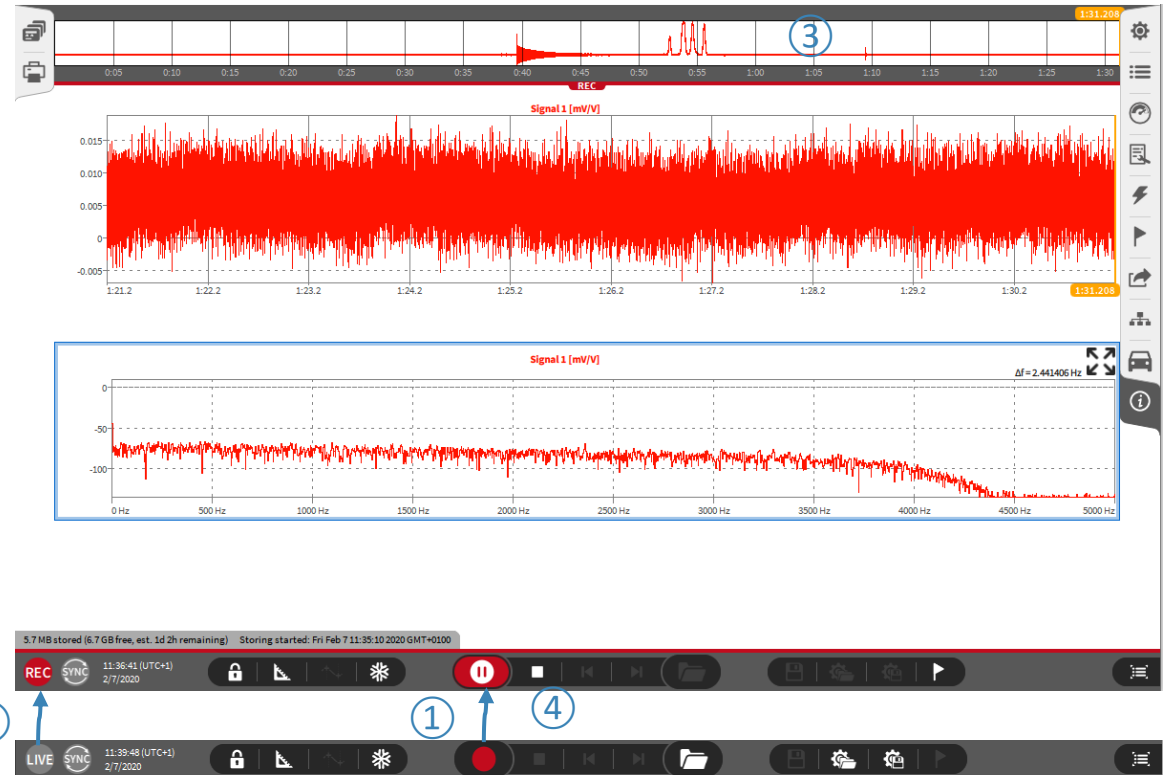 1:31.208
③
0:05 0:10 0:15 0:20 0:25 0:30 0:35 0:40 0:45 0:50 0:55 1:00 1:05 1:10 1:15 1:20 1:25 1:30
REC
Signal 1 [mV/V]
0.015
0.010
0.005
0
-0.005
1:21.2 1:22.2 1:23.2 1:24.2 1:25.2 1:26.2 1:27.2 1:28.2 1:29.2 1:30.2 1:31.208
Signal 1 [mV/V]
Δf = 2.441406 Hz
0
-50
-100
0 Hz 500 Hz 1000 Hz 1500 Hz 2000 Hz 2500 Hz 3000 Hz 3500 Hz 4000 Hz 4500 Hz 5000 Hz
5.7 MB stored (6.7 GB free, est. 1d 2h remaining) Storing started: Fri Feb 7 11:35:10 2020 GMT+0100
REC SYNC 11:36:41 (UTC+1)
2/7/2020
① ④
LIVE SYNC 11:39:48 (UTC+1)
2/7/2020